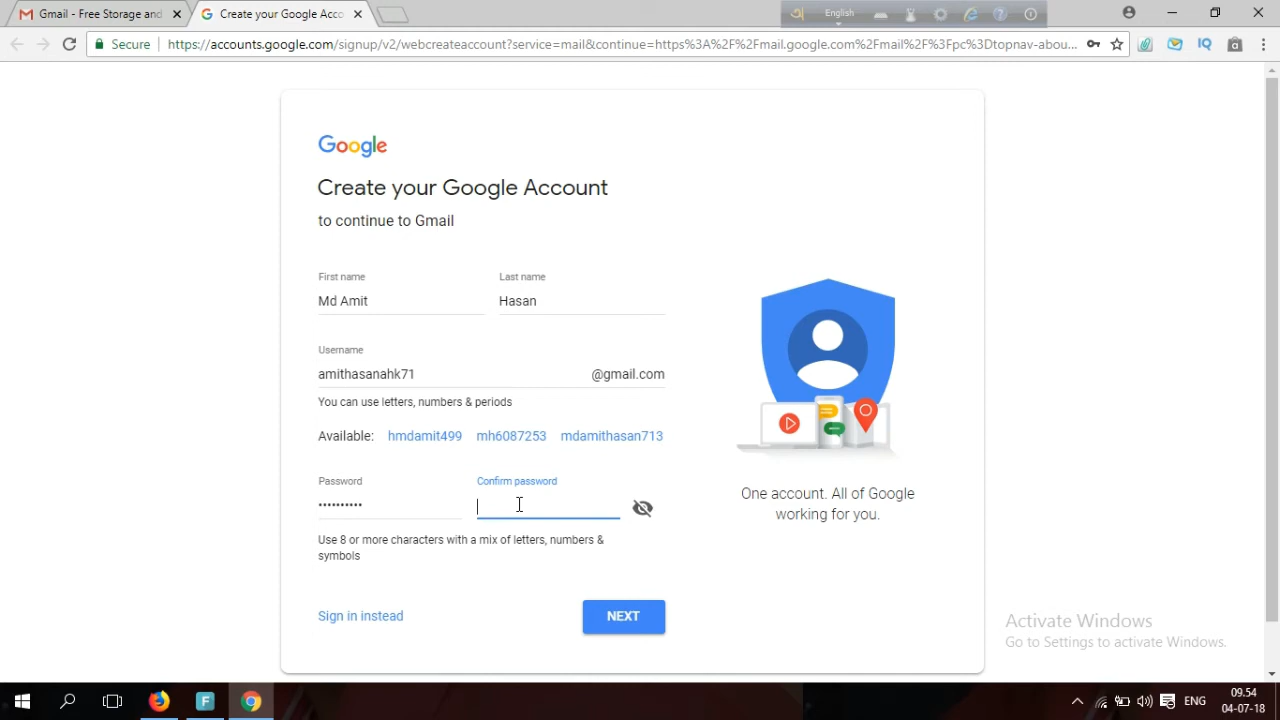 Gmail - Free Storage and
Create your Google Acco
English
Secure
https://accounts.google.com/signup/v2/webcreateaccount?service=mail&continue=https%3A%2F%2Fmail.google.com%2Fmail%2F%3Fpc%3Dtopnav-abou...
Google
Create your Google Account
to continue to Gmail
First name
Last name
Md Amit
Hasan
Username
amithasanahk71
@gmail.com
You can use letters, numbers & periods
Available: hmdamit499 mh6087253 mdamithasan713
Password
Confirm password
Use 8 or more characters with a mix of letters, numbers &
symbols
One account. All of Google
working for you.
Sign in instead
NEXT
Activate Windows
Go to Settings to activate Windows.
ENG
09.54
04-07-18